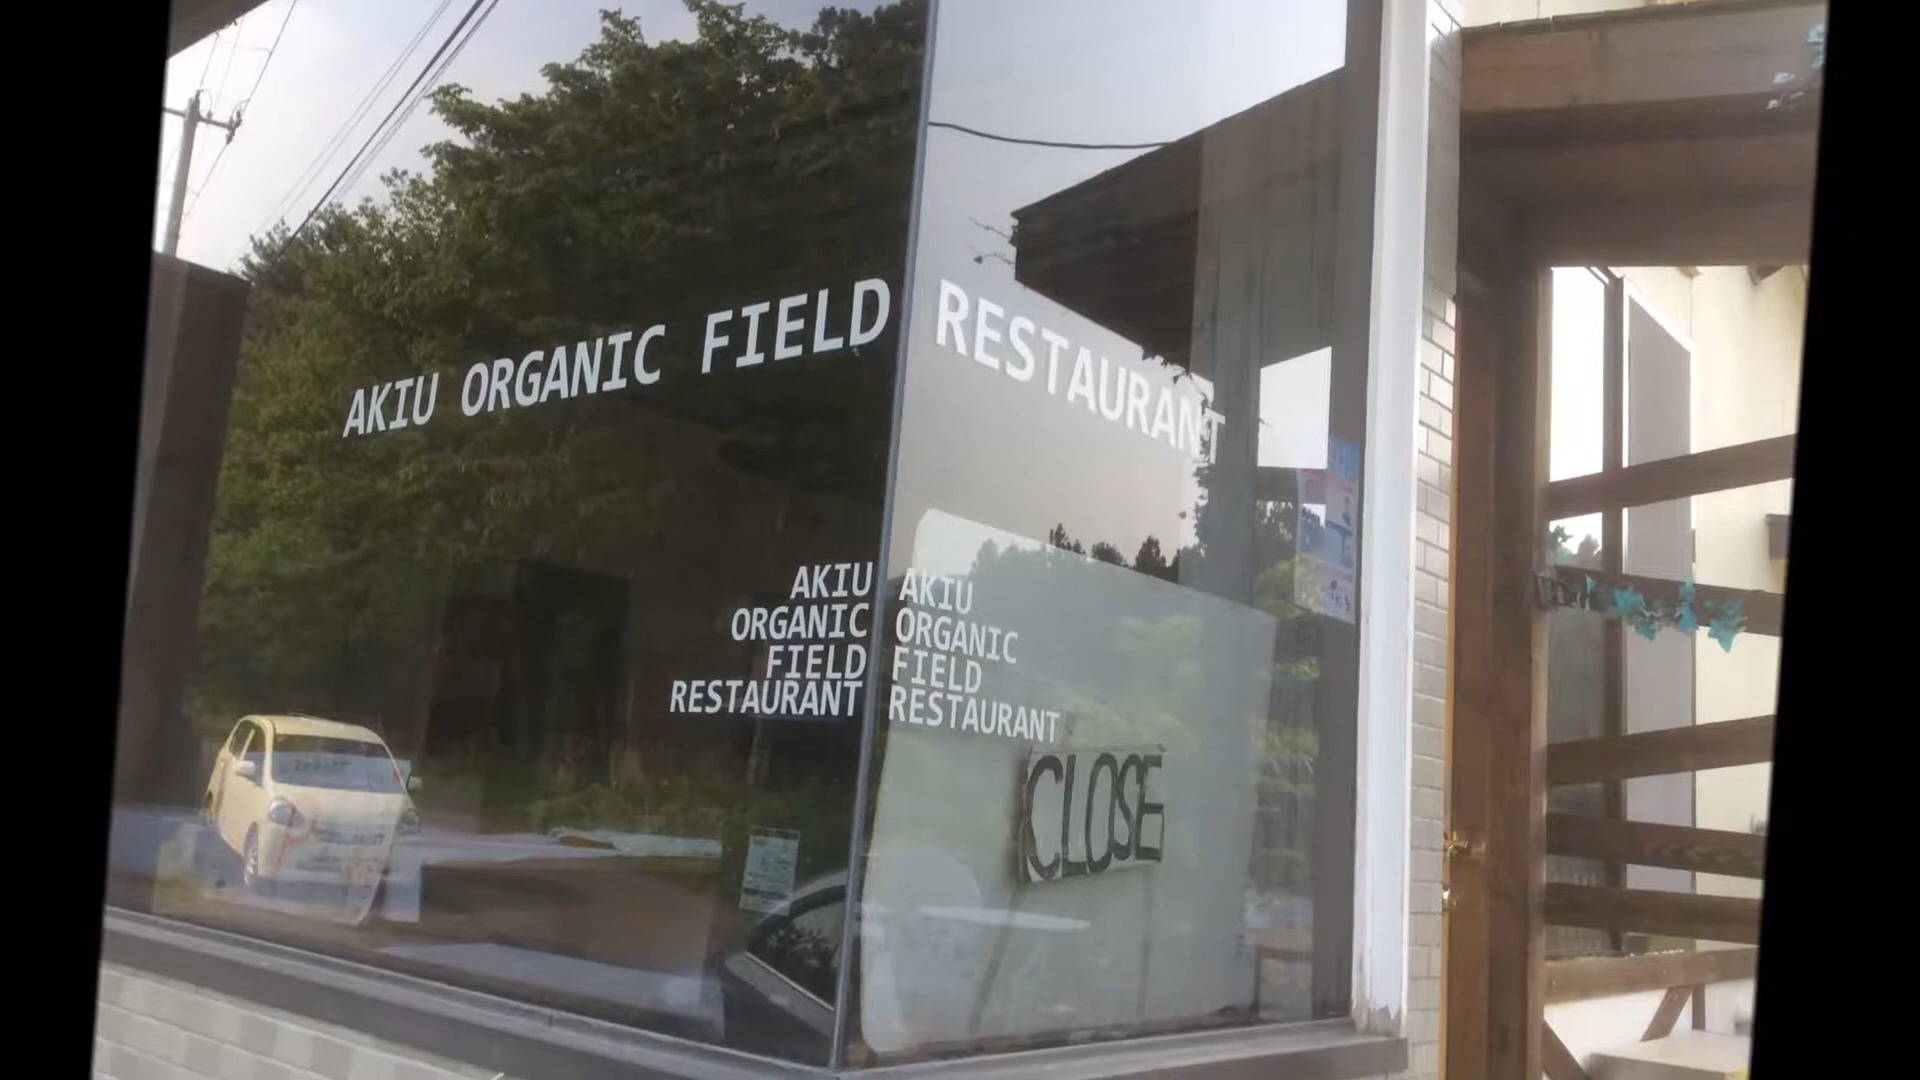 AKIU ORGANIC FIELD RESTAURANT
AKIU
ORGANIC
FIELD
RESTAURANT
AKIU
ORGANIC
FIELD
RESTAURANT
CLOSE